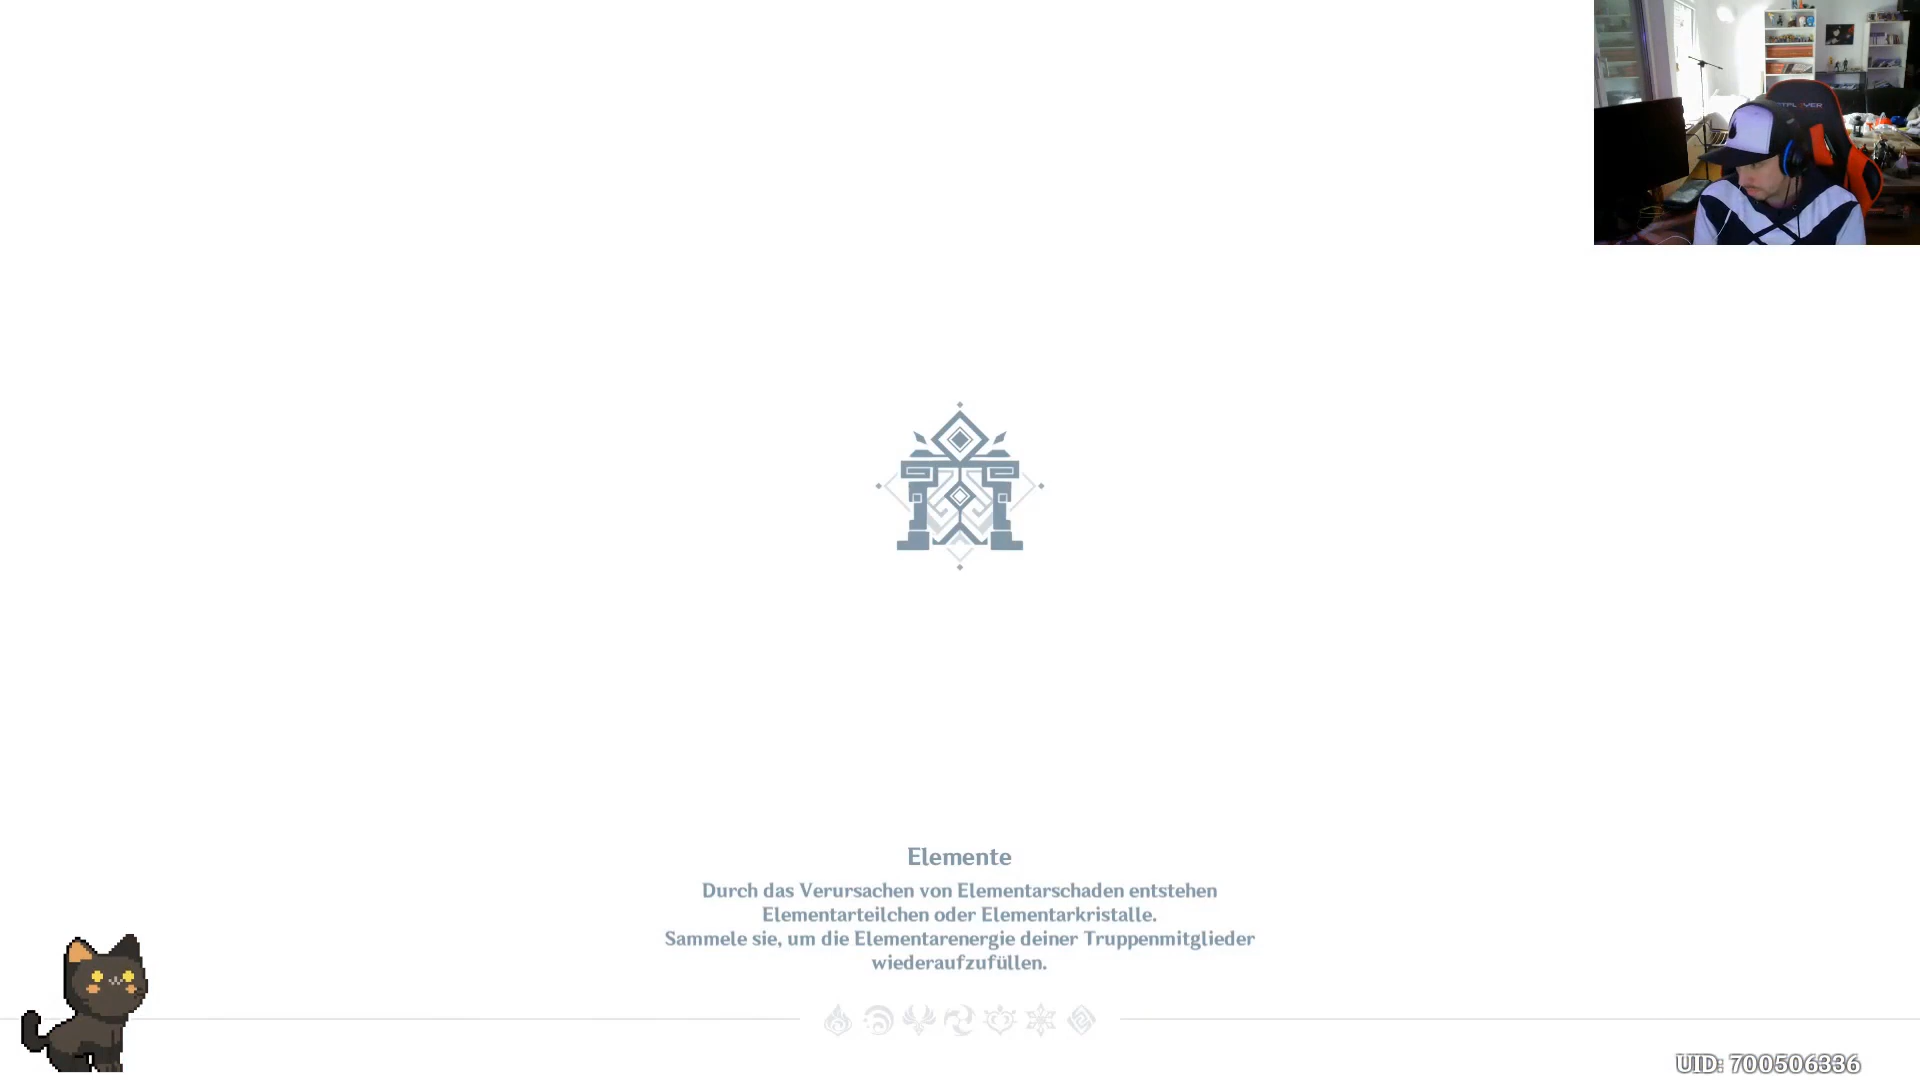 Elemente
Durch das Verursachen von Elementarschaden entstehen
Elementarteilchen oder Elementarkristalle.
Sammele sie, um die Elementarenergie deiner Truppenmitglieder
wiederaufzufüllen.
UID: 700506336